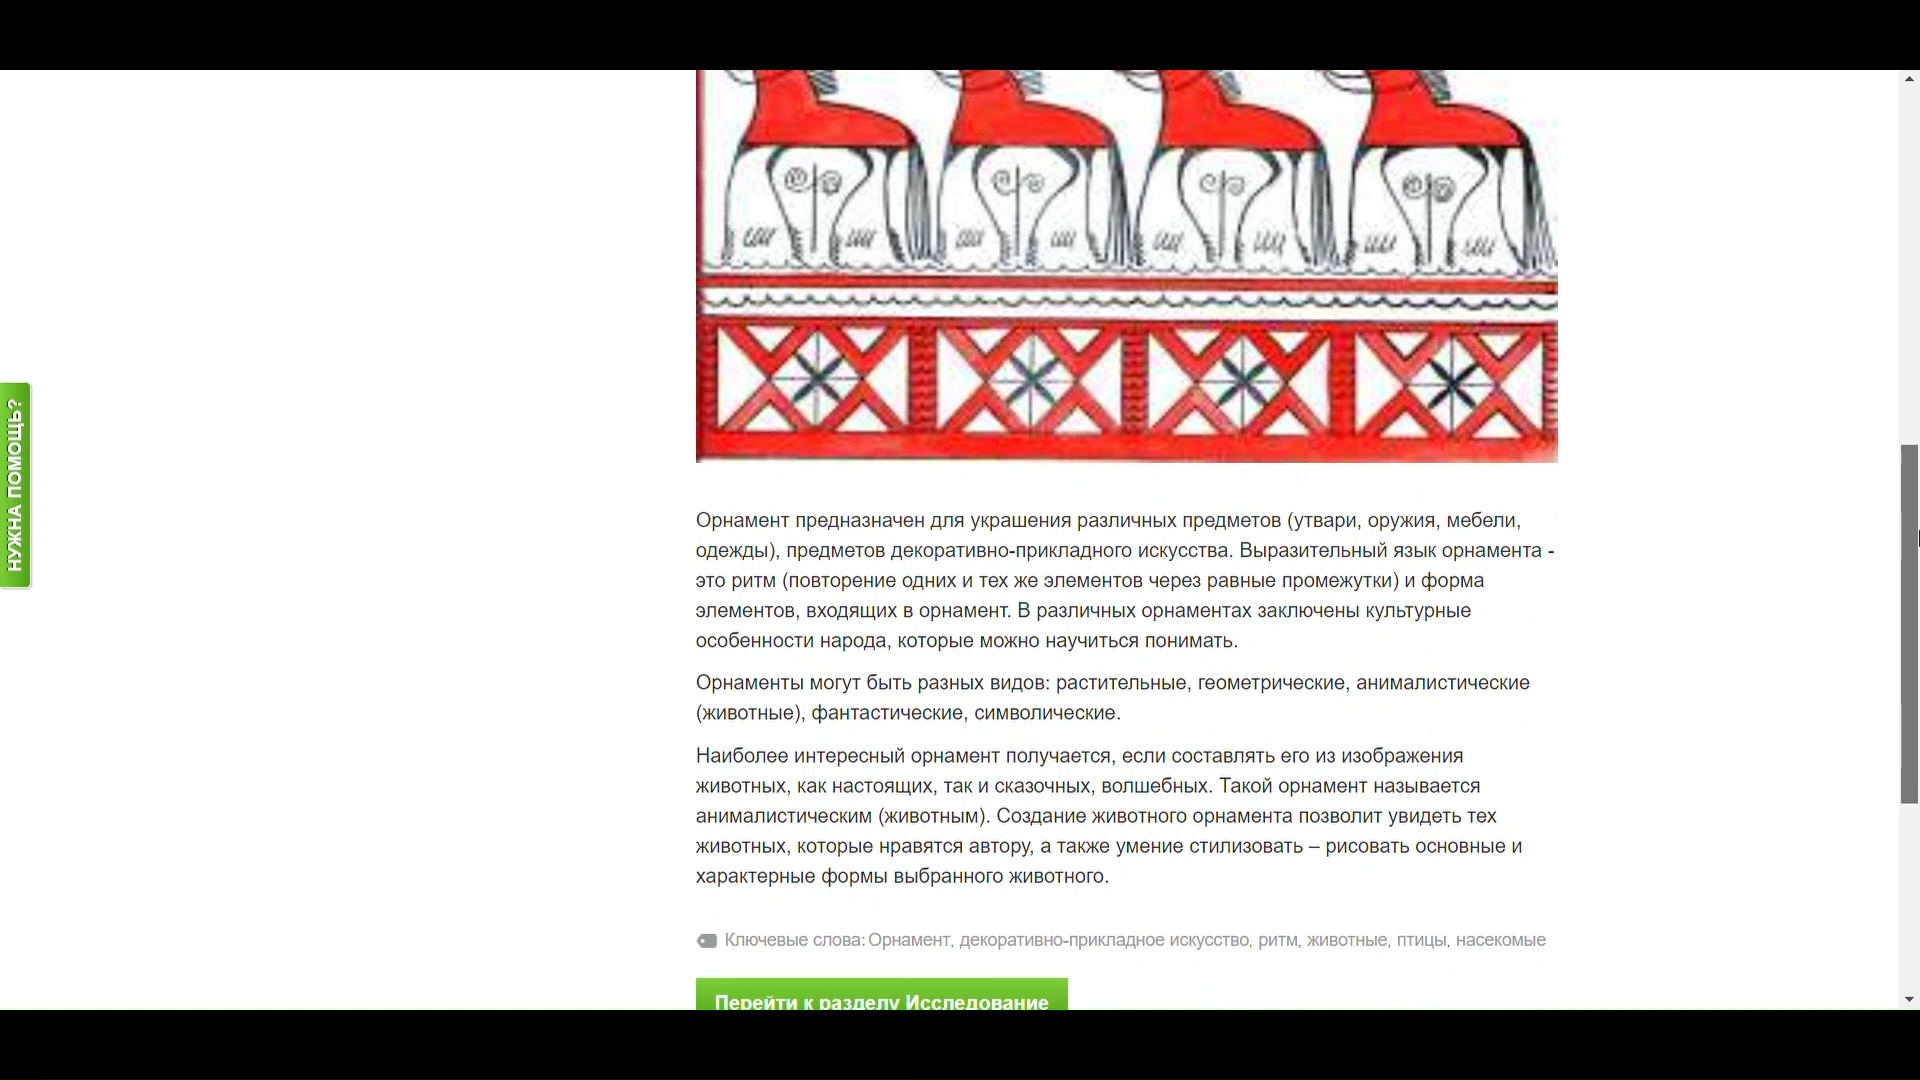 НУЖНА ПОМОЩЬ?
Орнамент предназначен для украшения различных предметов (утвари, оружия, мебели,
одежды), предметов декоративно-прикладного искусства. Выразительный язык орнамента -
это ритм (повторение одних и тех же элементов через равные промежутки) и форма
элементов, входящих в орнамент. В различных орнаментах заключены культурные
особенности народа, которые можно научиться понимать.
Орнаменты могут быть разных видов: растительные, геометрические, анималистические
(животные), фантастические, символические.
Наиболее интересный орнамент получается, если составлять его из изображения
животных, как настоящих, так и сказочных, волшебных. Такой орнамент называется
анималистическим (животным). Создание животного орнамента позволит увидеть тех
животных, которые нравятся автору, а также умение стилизовать – рисовать основные и
характерные формы выбранного животного.
Ключевые слова: Орнамент, декоративно-прикладное искусство, ритм, животные, птицы, насекомые
Перейти к разделу Исследование